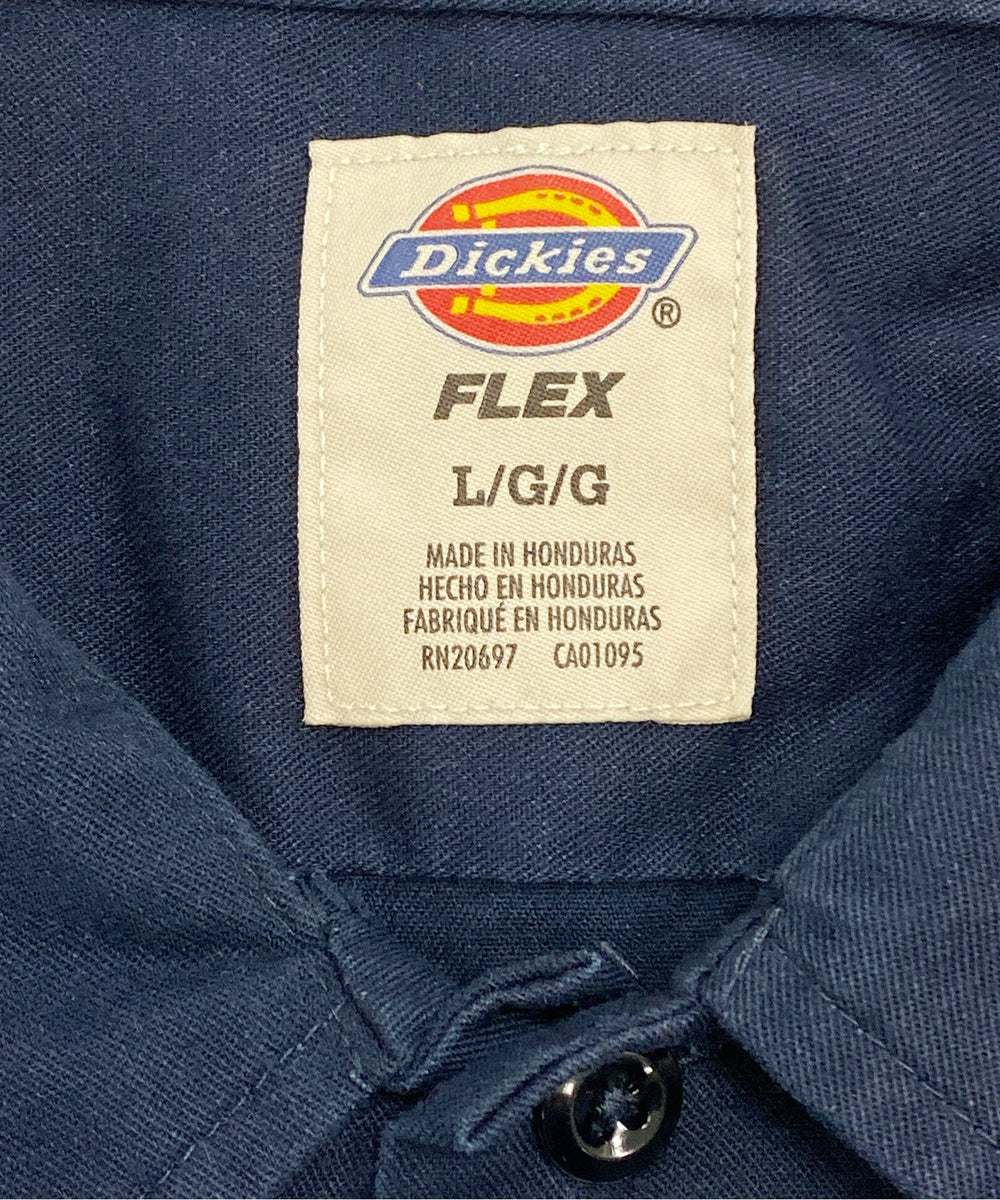 Dickies
®
FLEX
L/G/G
MADE IN HONDURAS
HECHO EN HONDURAS
FABRIQUÉ EN HONDURAS
RN20697 CA01095